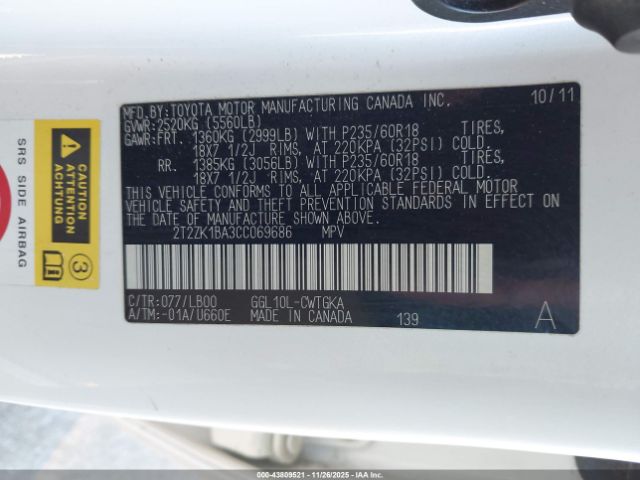 MFD. BY: TOYOTA MOTOR MANUFACTURING CANADA INC. 10/11
GVWR: 2520KG (5560LB)
GAWR: FRT. 1360KG (2999LB) WITH P235/60R18 TIRES,
18X7 1/2J RIMS, AT 220KPA (32PSI) COLD.
RR. 1385KG (3056LB) WITH P235/60R18 TIRES,
18X7 1/2J RIMS, AT 220KPA (32PSI) COLD.
THIS VEHICLE CONFORMS TO ALL APPLICABLE FEDERAL MOTOR
VEHICLE SAFETY AND THEFT PREVENTION STANDARDS IN EFFECT ON
THE DATE OF MANUFACTURE SHOWN ABOVE.
2T2ZK1BA3CC069686 MPV
C/TR: 077/LB00 GGL10L-CWTGKA
A/TM: -01A/U660E MADE IN CANADA 139 A
SRS SIDE AIRBAG
CAUTION
ATTENTION
ACHTUNG
3
000-43809521 | 11/26/2025 | Copyright © IAA, LLC